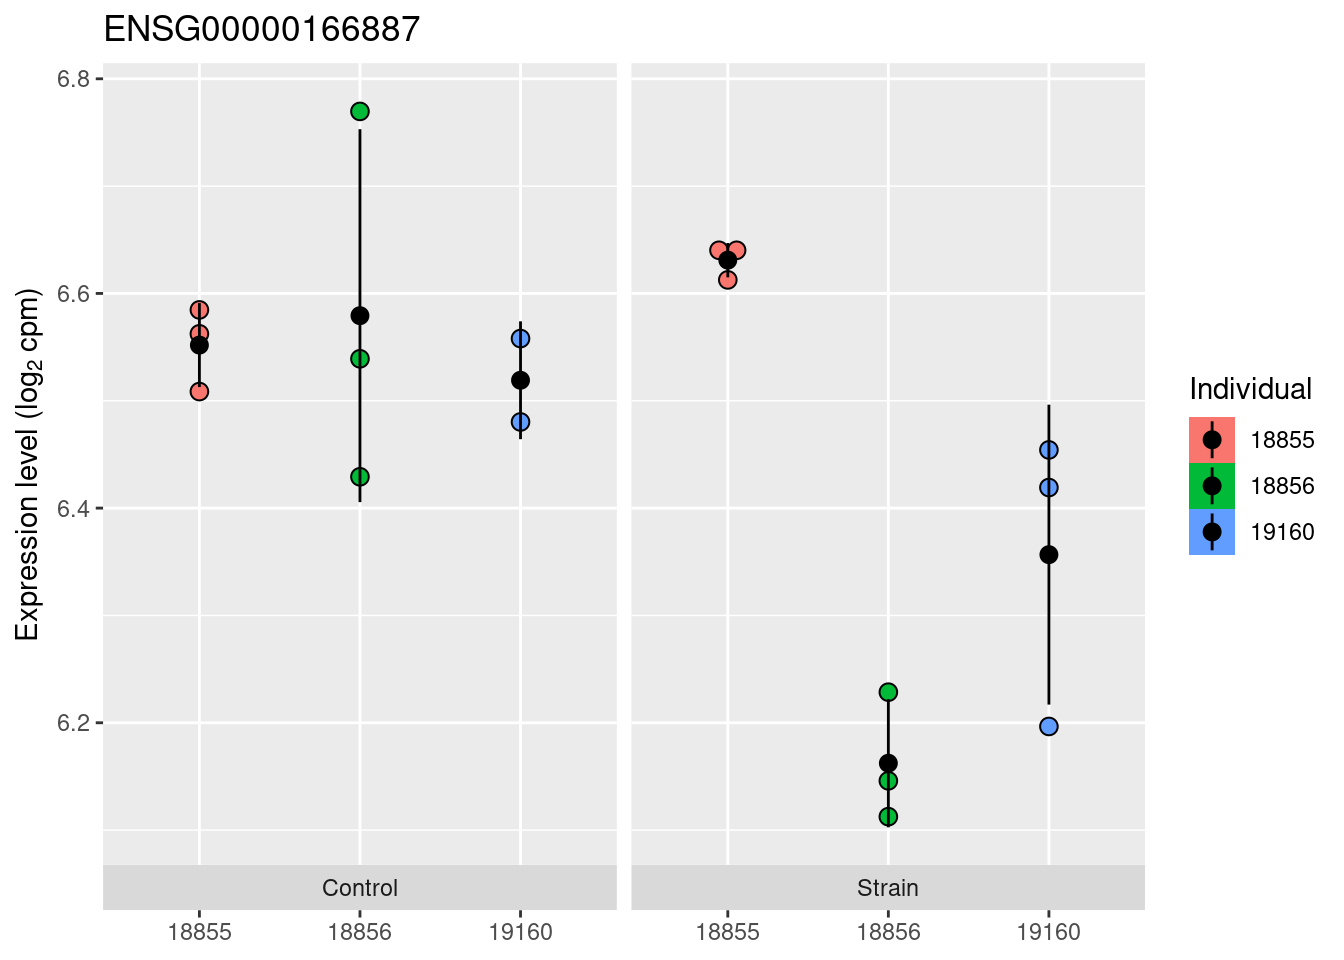 ENSG00000166887
Expression level (log₂ cpm)
6.8
6.6
6.4
6.2
Control
Strain
18855
18856
19160
18855
18856
19160
Individual
18855
18856
19160